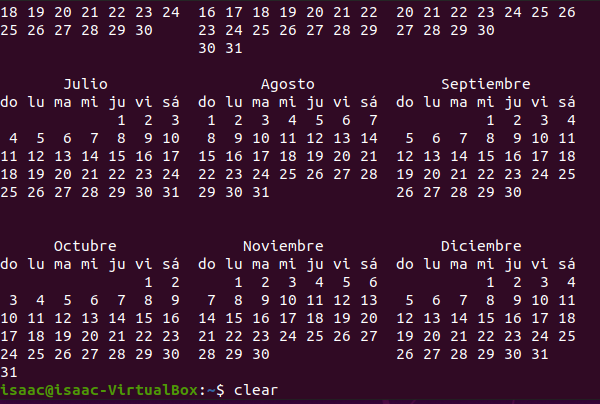 18 19 20 21 22 23 24  16 17 18 19 20 21 22  20 21 22 23 24 25 26
25 26 27 28 29 30     23 24 25 26 27 28 29  27 28 29 30
                      30 31
       Julio                 Agosto              Septiembre
do lu ma mi ju vi sá  do lu ma mi ju vi sá  do lu ma mi ju vi sá
             1  2  3   1  2  3  4  5  6  7            1  2  3  4
 4  5  6  7  8  9 10   8  9 10 11 12 13 14   5  6  7  8  9 10 11
11 12 13 14 15 16 17  15 16 17 18 19 20 21  12 13 14 15 16 17 18
18 19 20 21 22 23 24  22 23 24 25 26 27 28  19 20 21 22 23 24 25
25 26 27 28 29 30 31  29 30 31              26 27 28 29 30
      Octubre              Noviembre             Diciembre
do lu ma mi ju vi sá  do lu ma mi ju vi sá  do lu ma mi ju vi sá
                1  2      1  2  3  4  5  6            1  2  3  4
 3  4  5  6  7  8  9   7  8  9 10 11 12 13   5  6  7  8  9 10 11
10 11 12 13 14 15 16  14 15 16 17 18 19 20  12 13 14 15 16 17 18
17 18 19 20 21 22 23  21 22 23 24 25 26 27  19 20 21 22 23 24 25
24 25 26 27 28 29 30  28 29 30              26 27 28 29 30 31
31
isaac@isaac-VirtualBox:~$ clear